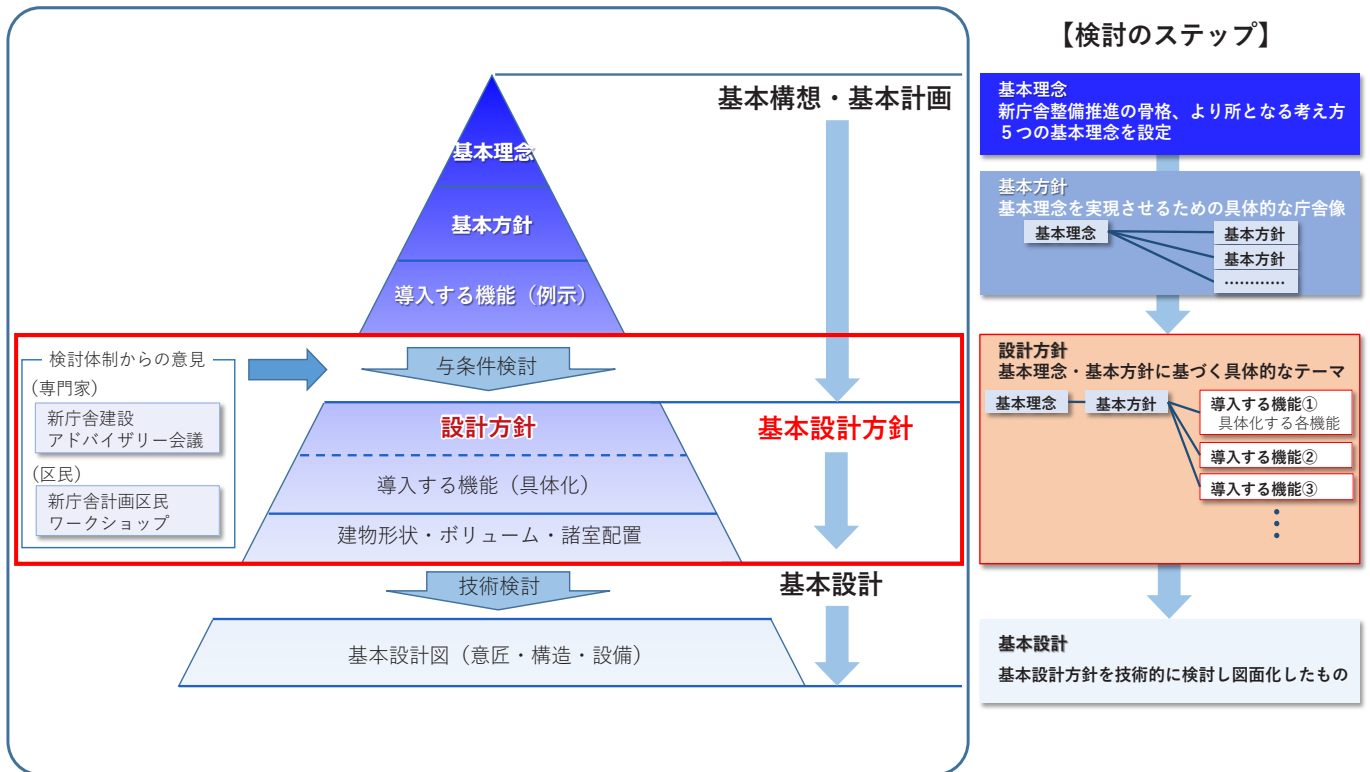 基本構想・基本計画
基本理念
基本方針
導入する機能（例示）
検討体制からの意見
(専門家)
新庁舎建設
アドバイザリー会議
(区民)
新庁舎計画区民
ワークショップ
与条件検討
設計方針
基本設計方針
導入する機能（具体化）
建物形状・ボリューム・諸室配置
技術検討
基本設計
基本設計図（意匠・構造・設備）
【検討のステップ】
基本理念
新庁舎整備推進の骨格、より所となる考え方
５つの基本理念を設定
基本方針
基本理念を実現させるための具体的な庁舎像
基本理念
基本方針
基本方針
…………
設計方針
基本理念・基本方針に基づく具体的なテーマ
基本理念
基本方針
導入する機能①
具体化する各機能
導入する機能②
導入する機能③
基本設計
基本設計方針を技術的に検討し図面化したもの